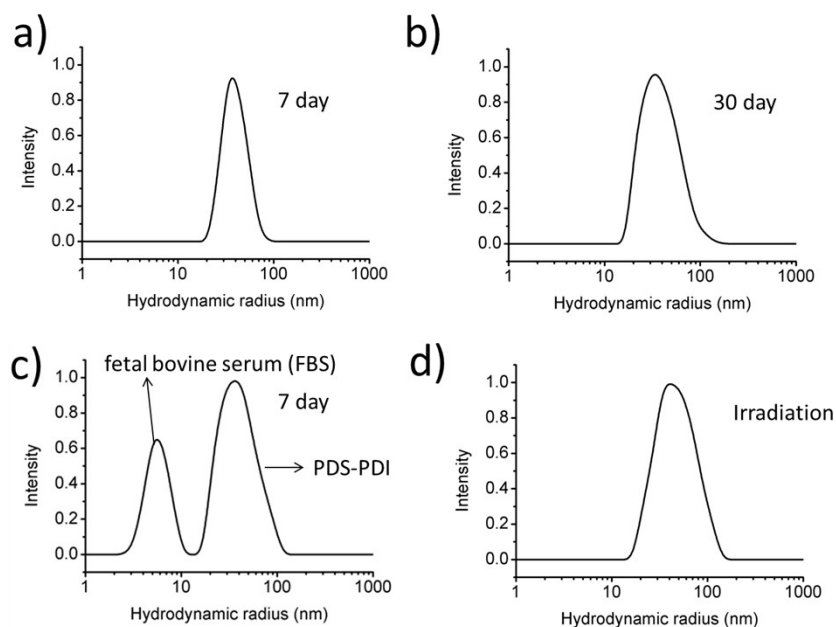 a)
7 day
Intensity
1.0
0.8
0.6
0.4
0.2
0.0
1
10
100
1000
Hydrodynamic radius (nm)
b)
30 day
Intensity
1.0
0.8
0.6
0.4
0.2
0.0
1
10
100
1000
Hydrodynamic radius (nm)
c)
fetal bovine serum (FBS)
7 day
PDS-PDI
Intensity
1.0
0.8
0.6
0.4
0.2
0.0
1
10
100
1000
Hydrodynamic radius (nm)
d)
Irradiation
Intensity
1.0
0.8
0.6
0.4
0.2
0.0
1
10
100
1000
Hydrodynamic radius (nm)